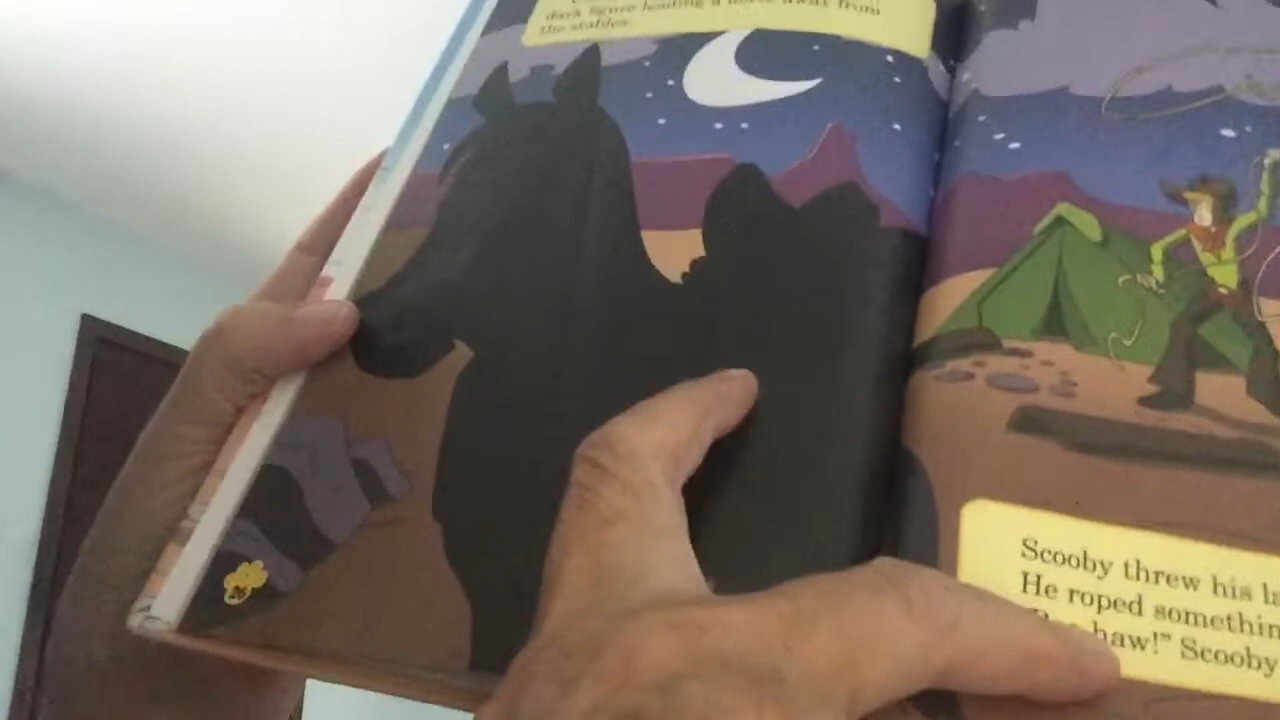 dark figure leading a horse away from
the stables.
Scooby threw his la
He roped somethin
haw!" Scooby